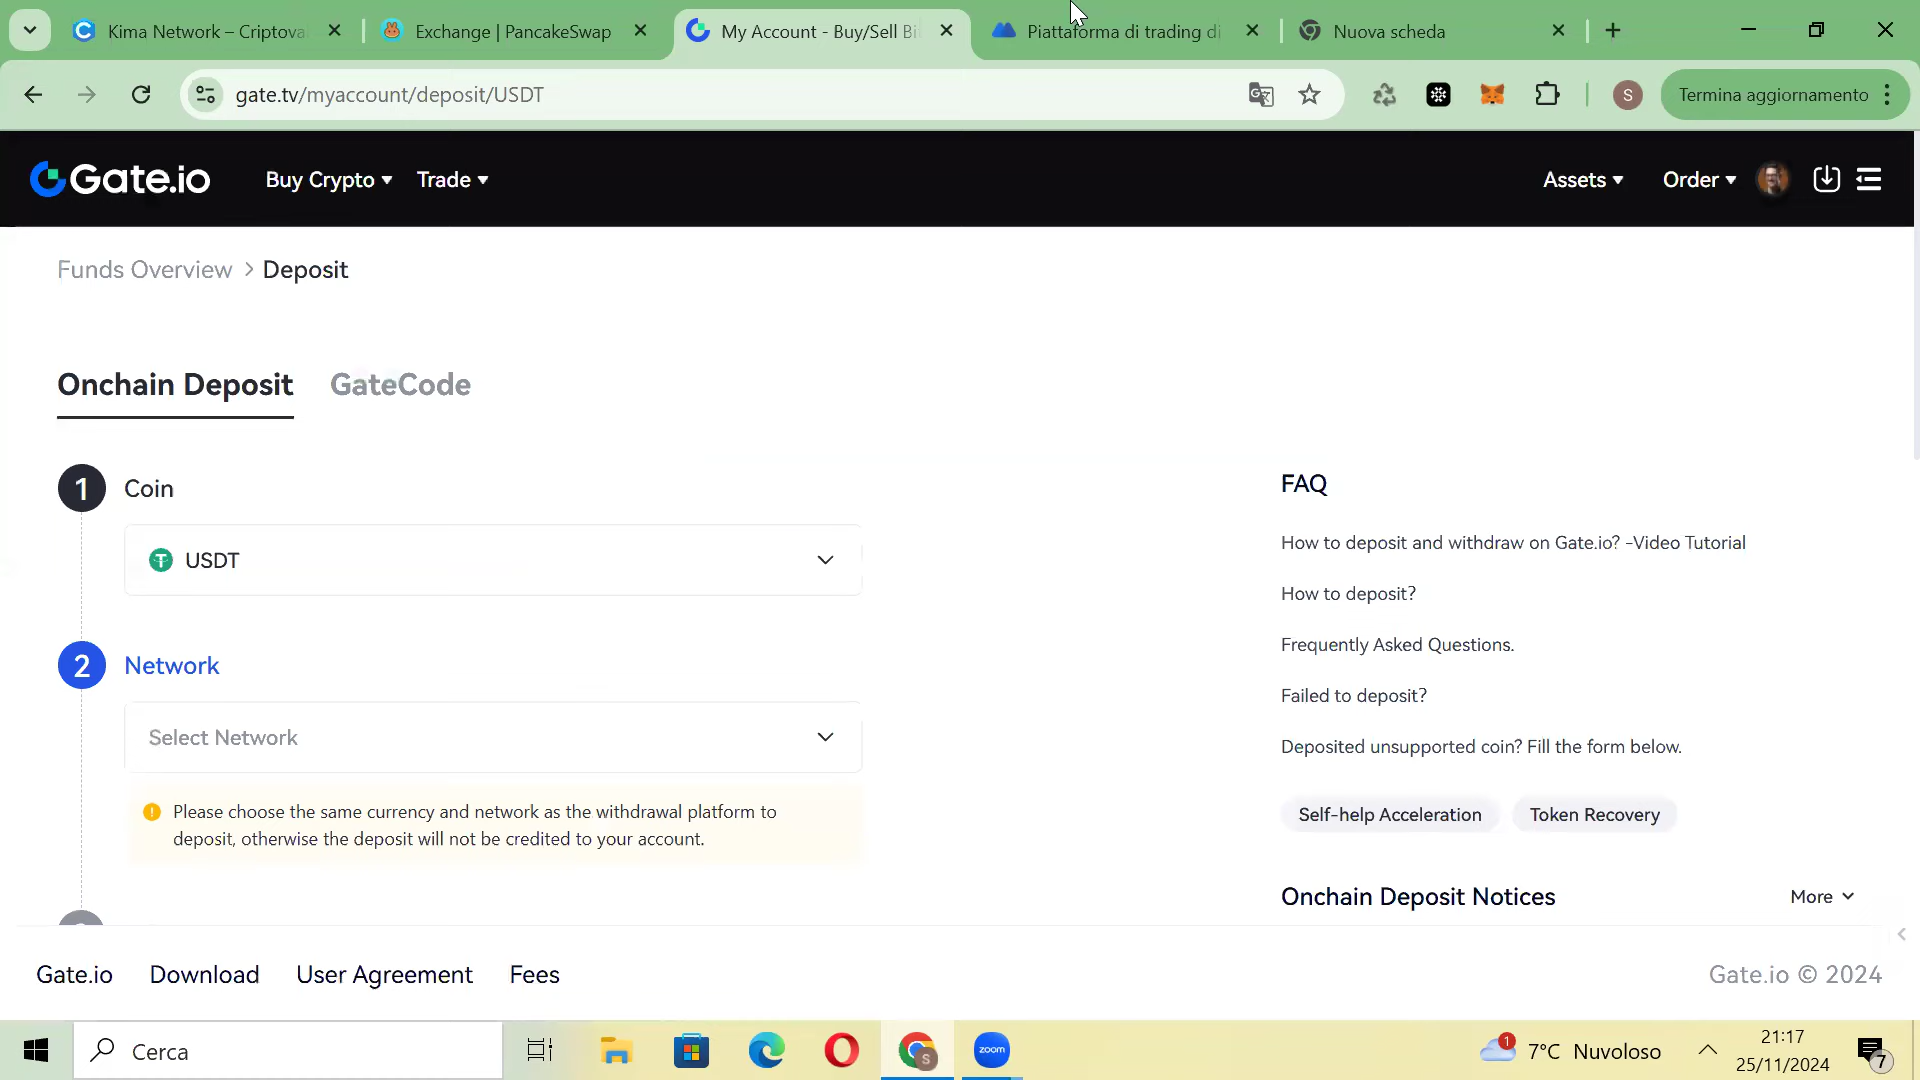 Kima Network – Criptova
Exchange | PancakeSwap
My Account - Buy/Sell Bi
Piattaforma di trading di
Nuova scheda
gate.tv/myaccount/deposit/USDT
S
Termina aggiornamento
Gate.io
Buy Crypto
Trade
Assets
Order
Funds Overview > Deposit
Onchain Deposit
GateCode
1 Coin
USDT
2 Network
Select Network
Please choose the same currency and network as the withdrawal platform to
deposit, otherwise the deposit will not be credited to your account.
FAQ
How to deposit and withdraw on Gate.io? -Video Tutorial
How to deposit?
Frequently Asked Questions.
Failed to deposit?
Deposited unsupported coin? Fill the form below.
Self-help Acceleration
Token Recovery
Onchain Deposit Notices
More
Gate.io
Download
User Agreement
Fees
Gate.io © 2024
Cerca
S
zoom
1
7°C Nuvoloso
21:17
25/11/2024
7